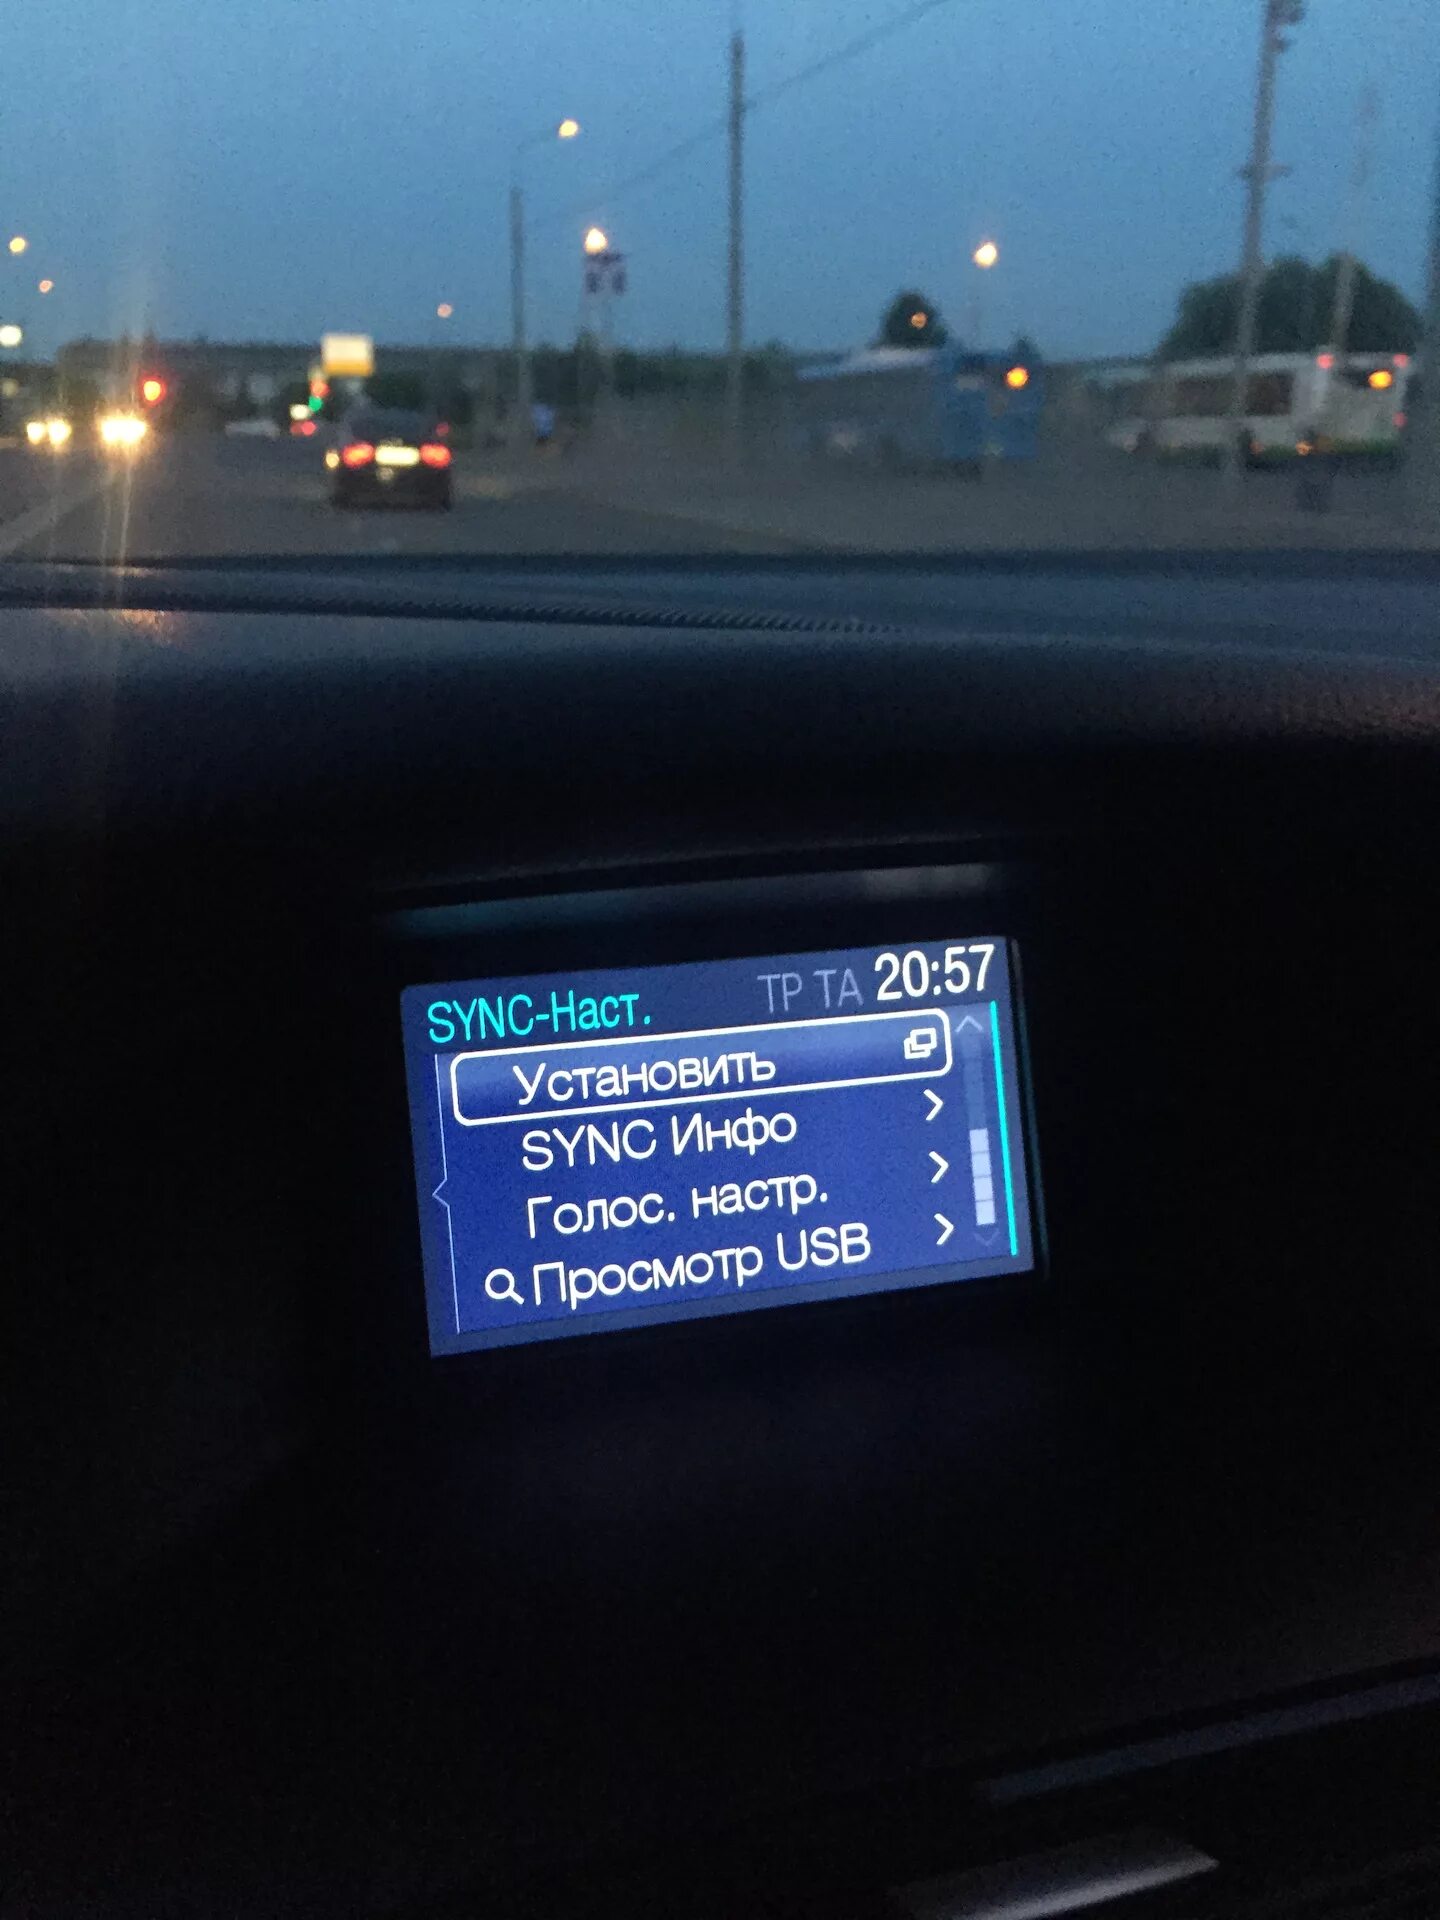 SYNC-Наст. TP TA 20:57
Установить
SYNC Инфо
Голос. настр.
Просмотр USB